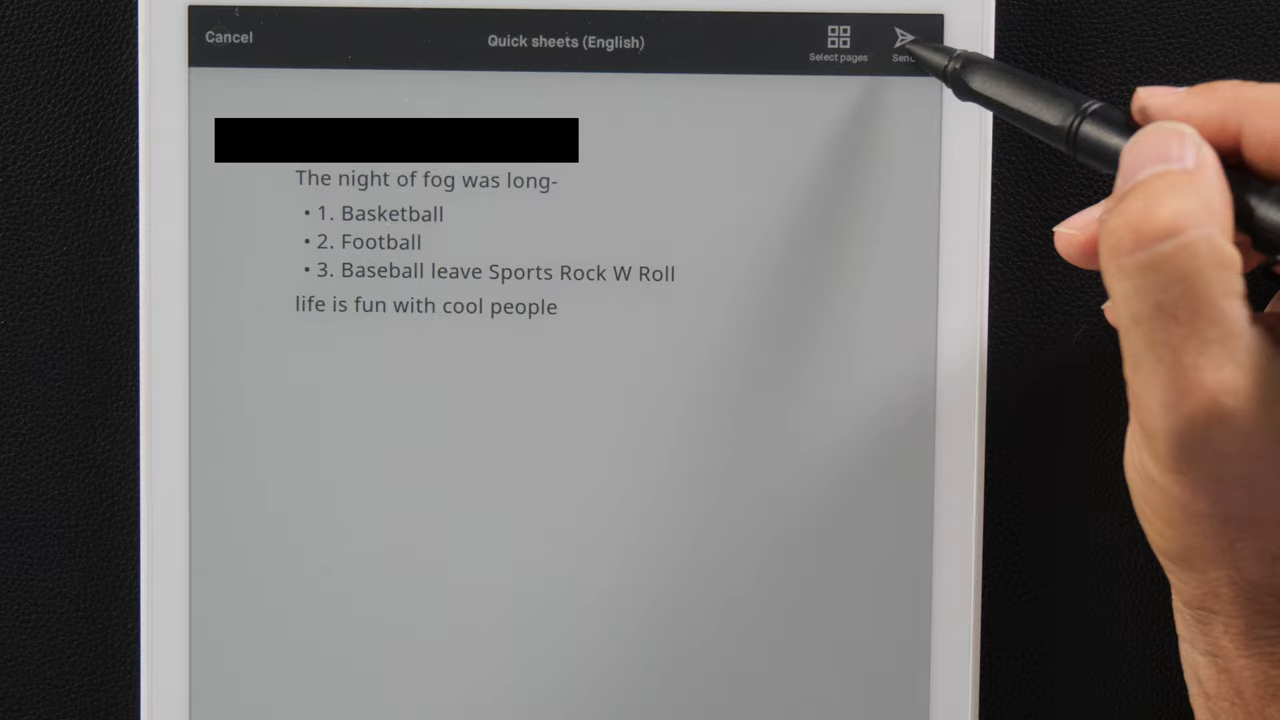 Cancel
Quick sheets (English)
Select pages
Send
The night of fog was long-
• 1. Basketball
• 2. Football
• 3. Baseball leave Sports Rock W Roll
life is fun with cool people